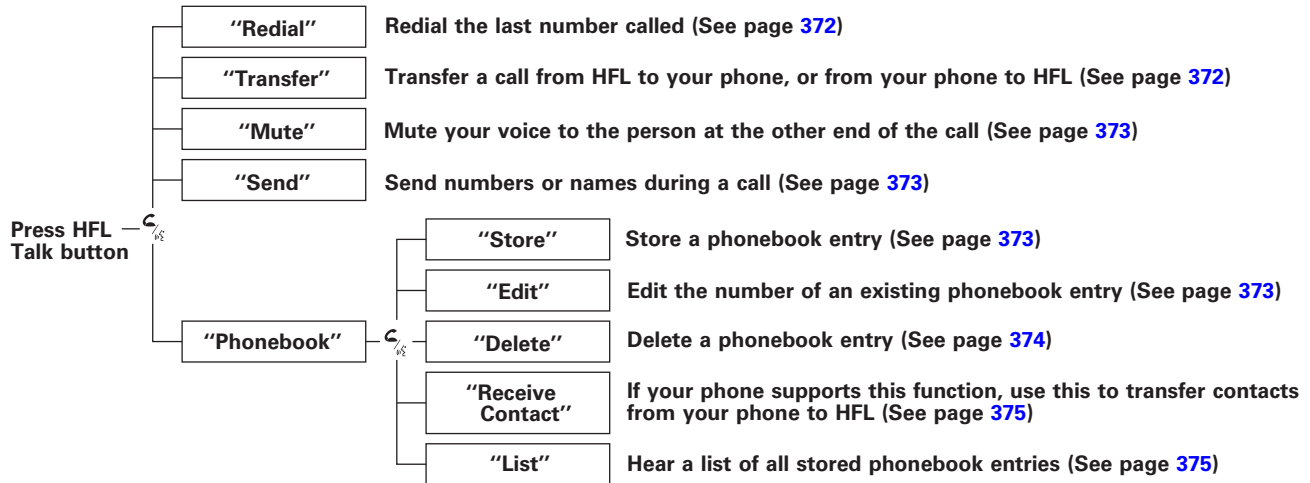 "Redial" Redial the last number called (See page 372)
"Transfer" Transfer a call from HFL to your phone, or from your phone to HFL (See page 372)
"Mute" Mute your voice to the person at the other end of the call (See page 373)
"Send" Send numbers or names during a call (See page 373)
Press HFL
Talk button
"Phonebook"
"Store" Store a phonebook entry (See page 373)
"Edit" Edit the number of an existing phonebook entry (See page 373)
"Delete" Delete a phonebook entry (See page 374)
"Receive
Contact"
If your phone supports this function, use this to transfer contacts
from your phone to HFL (See page 375)
"List" Hear a list of all stored phonebook entries (See page 375)